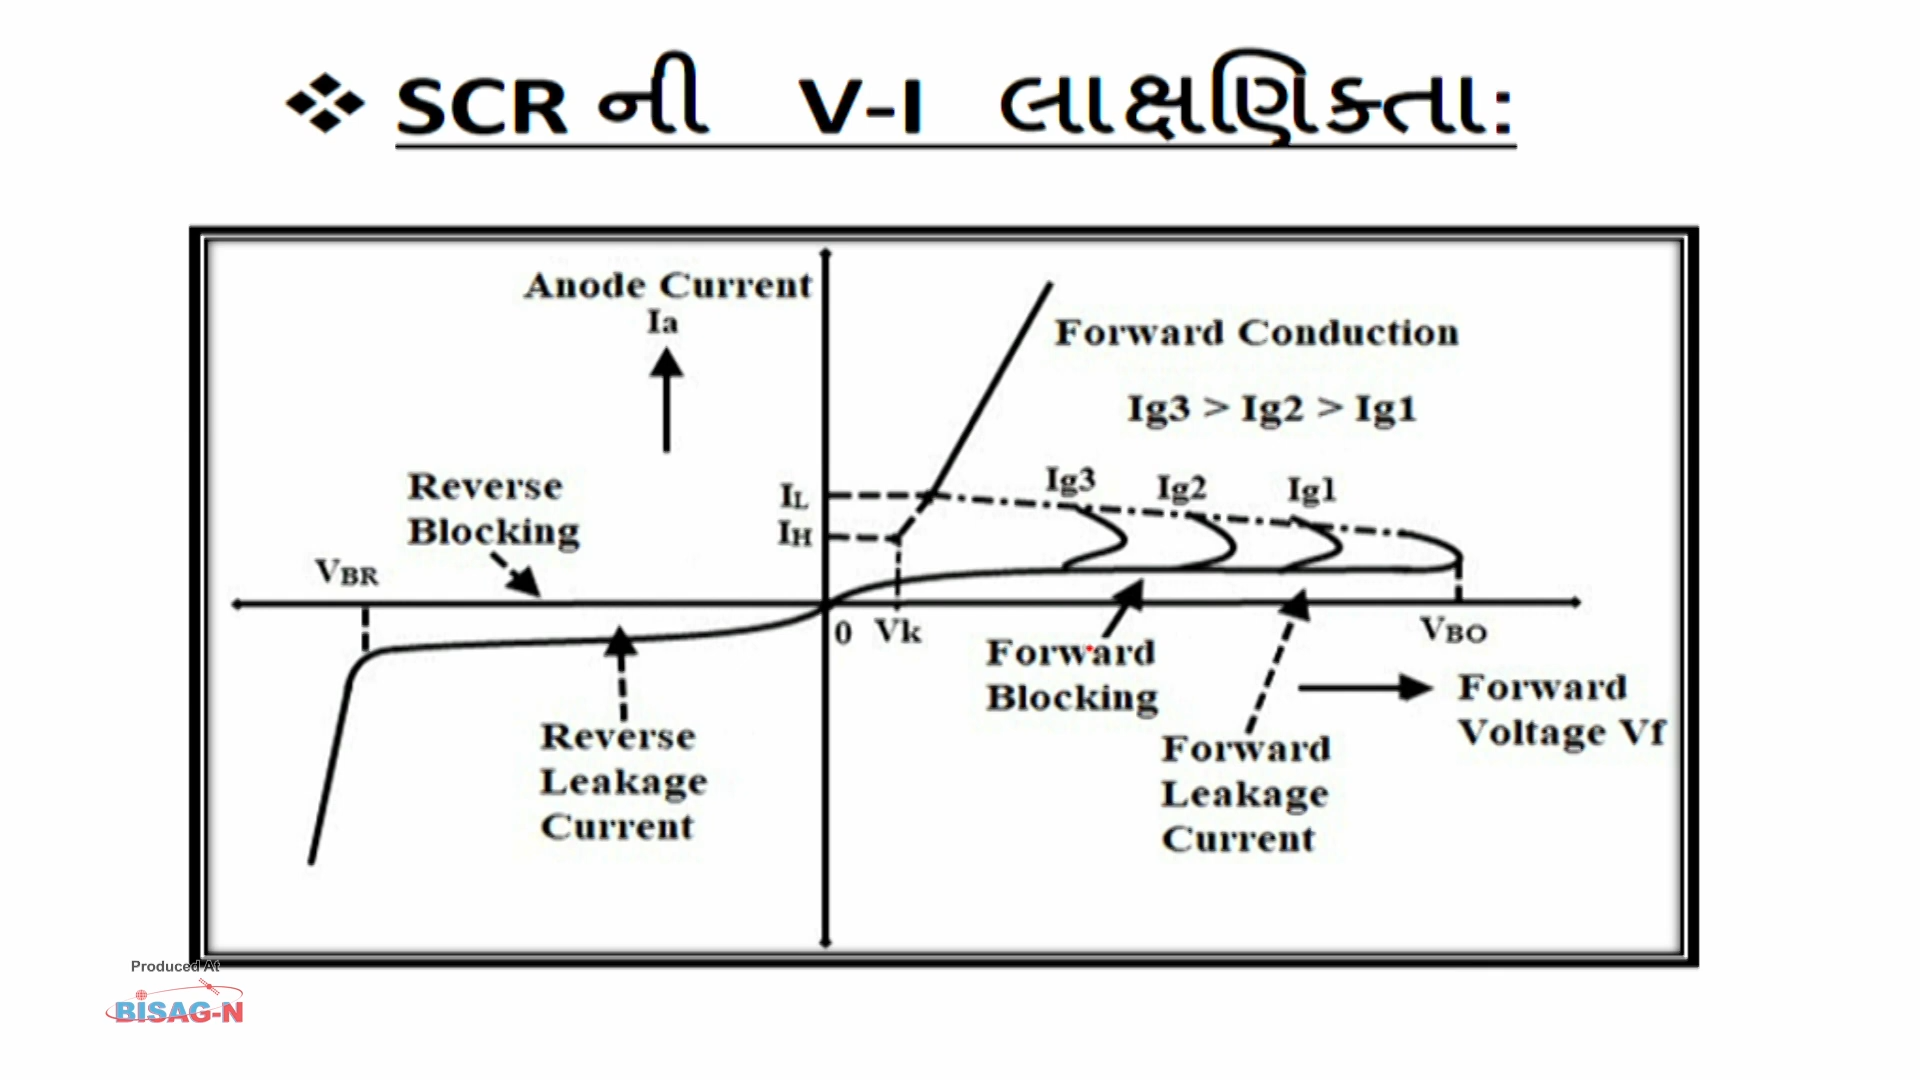 ❖ SCR ની V-I લાક્ષણિક્તા:
Anode Current
Ia
Forward Conduction
Ig3 > Ig2 > Ig1
Reverse
Blocking
IL
IH
Ig3
Ig2
Ig1
VBR
0
Vk
VBO
Forward
Blocking
Forward
Voltage Vf
Reverse
Leakage
Current
Forward
Leakage
Current
Produced At
BISAG-N